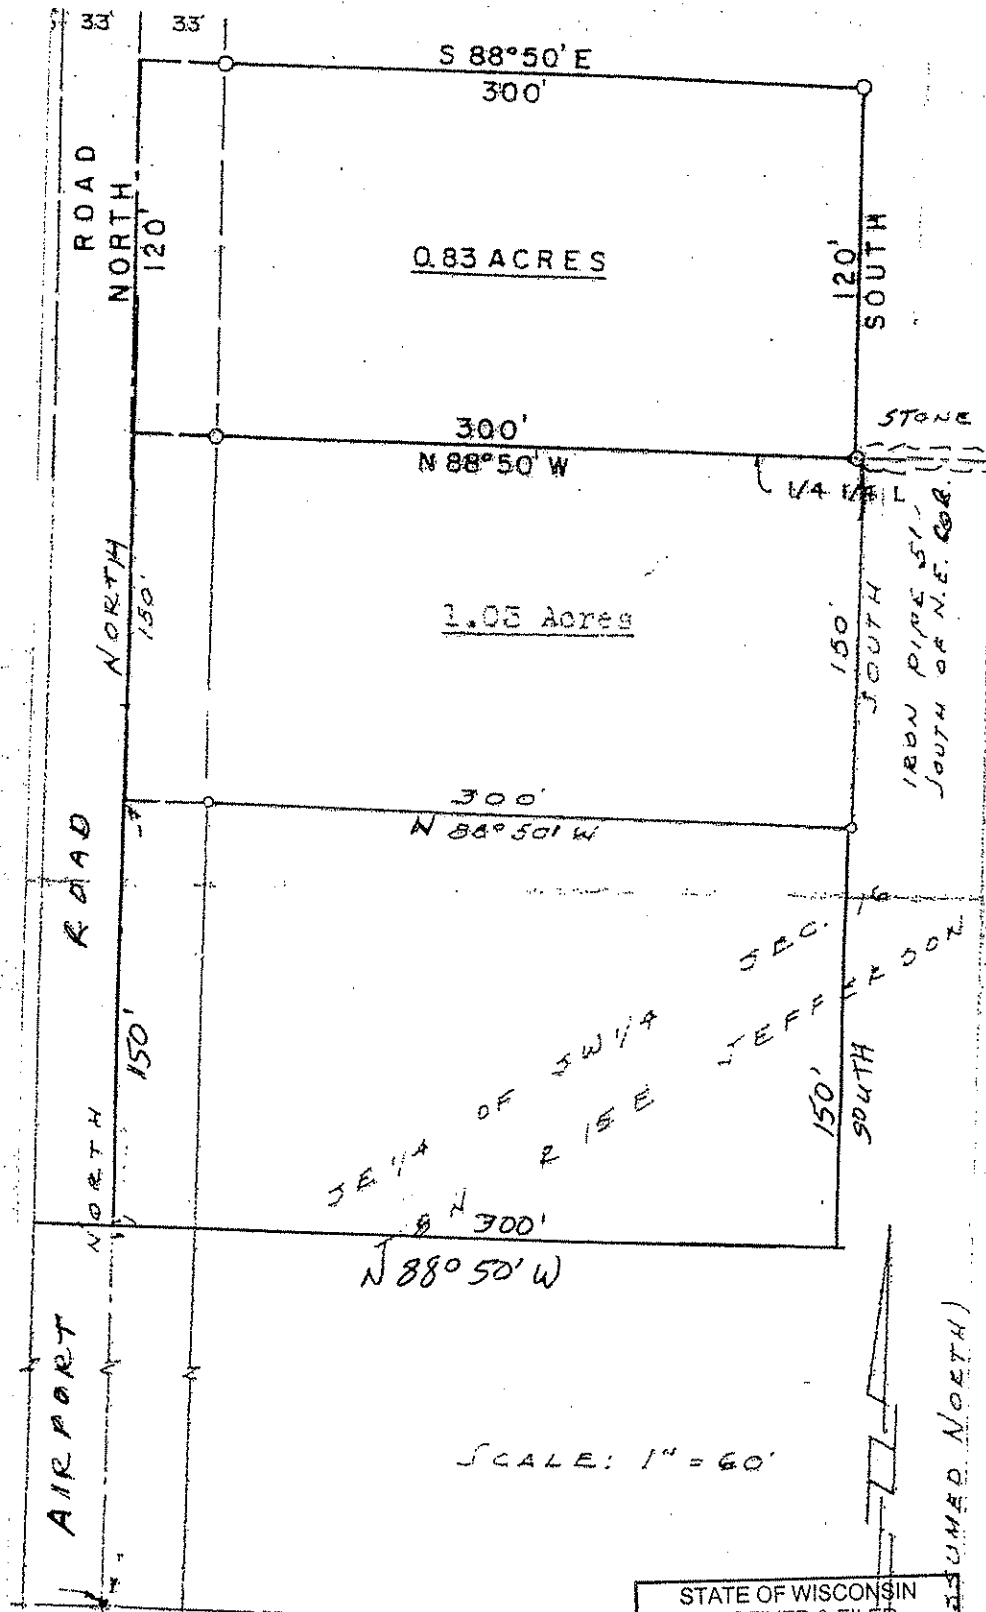 33'
33'
S 88°50' E
300'
ROAD
NORTH
120'
0.83 ACRES
120'
SOUTH
STONE
300'
N 88°50' W
1/4 1/4 L
IRON PIPE 51'
SOUTH OF N.E. COR.
NORTH
150'
1.03 Acres
150'
SOUTH
300'
N 88°50' W
ROAD
SEC. 16
SE 1/4 OF SW 1/4
R 15 E
JEFFERSON
150'
NORTH
150'
SOUTH
N
300'
N 88°50' W
AIRPORT
SCALE: 1" = 60'
NORTH)
STATE OF WISCONSIN